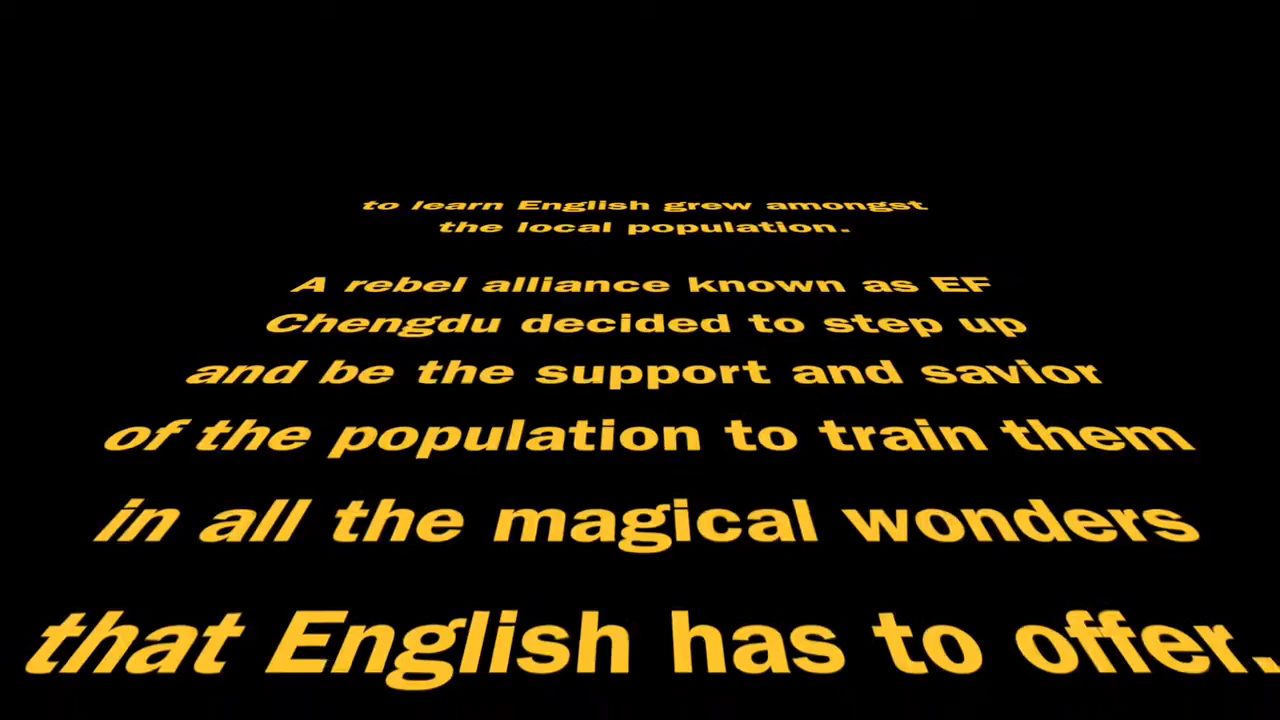 to learn English grew amongst
the local population.
A rebel alliance known as EF
Chengdu decided to step up
and be the support and savior
of the population to train them
in all the magical wonders
that English has to offer.